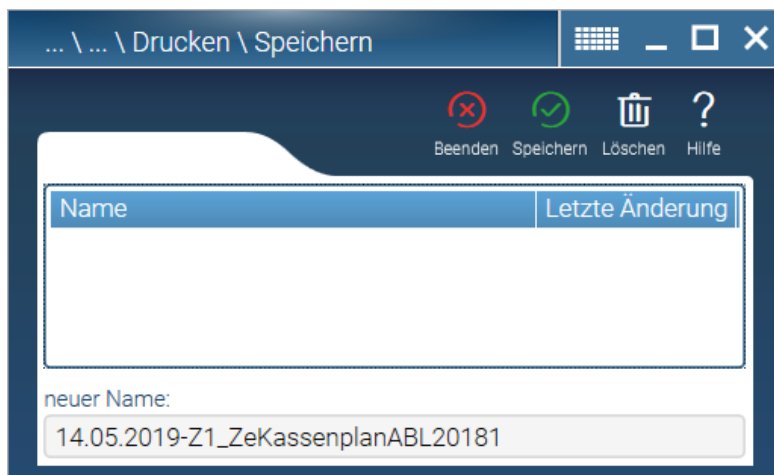 ... \ ... \ Drucken \ Speichern
Beenden Speichern Löschen Hilfe
Name Letzte Änderung
neuer Name:
14.05.2019-Z1_ZeKassenplanABL20181